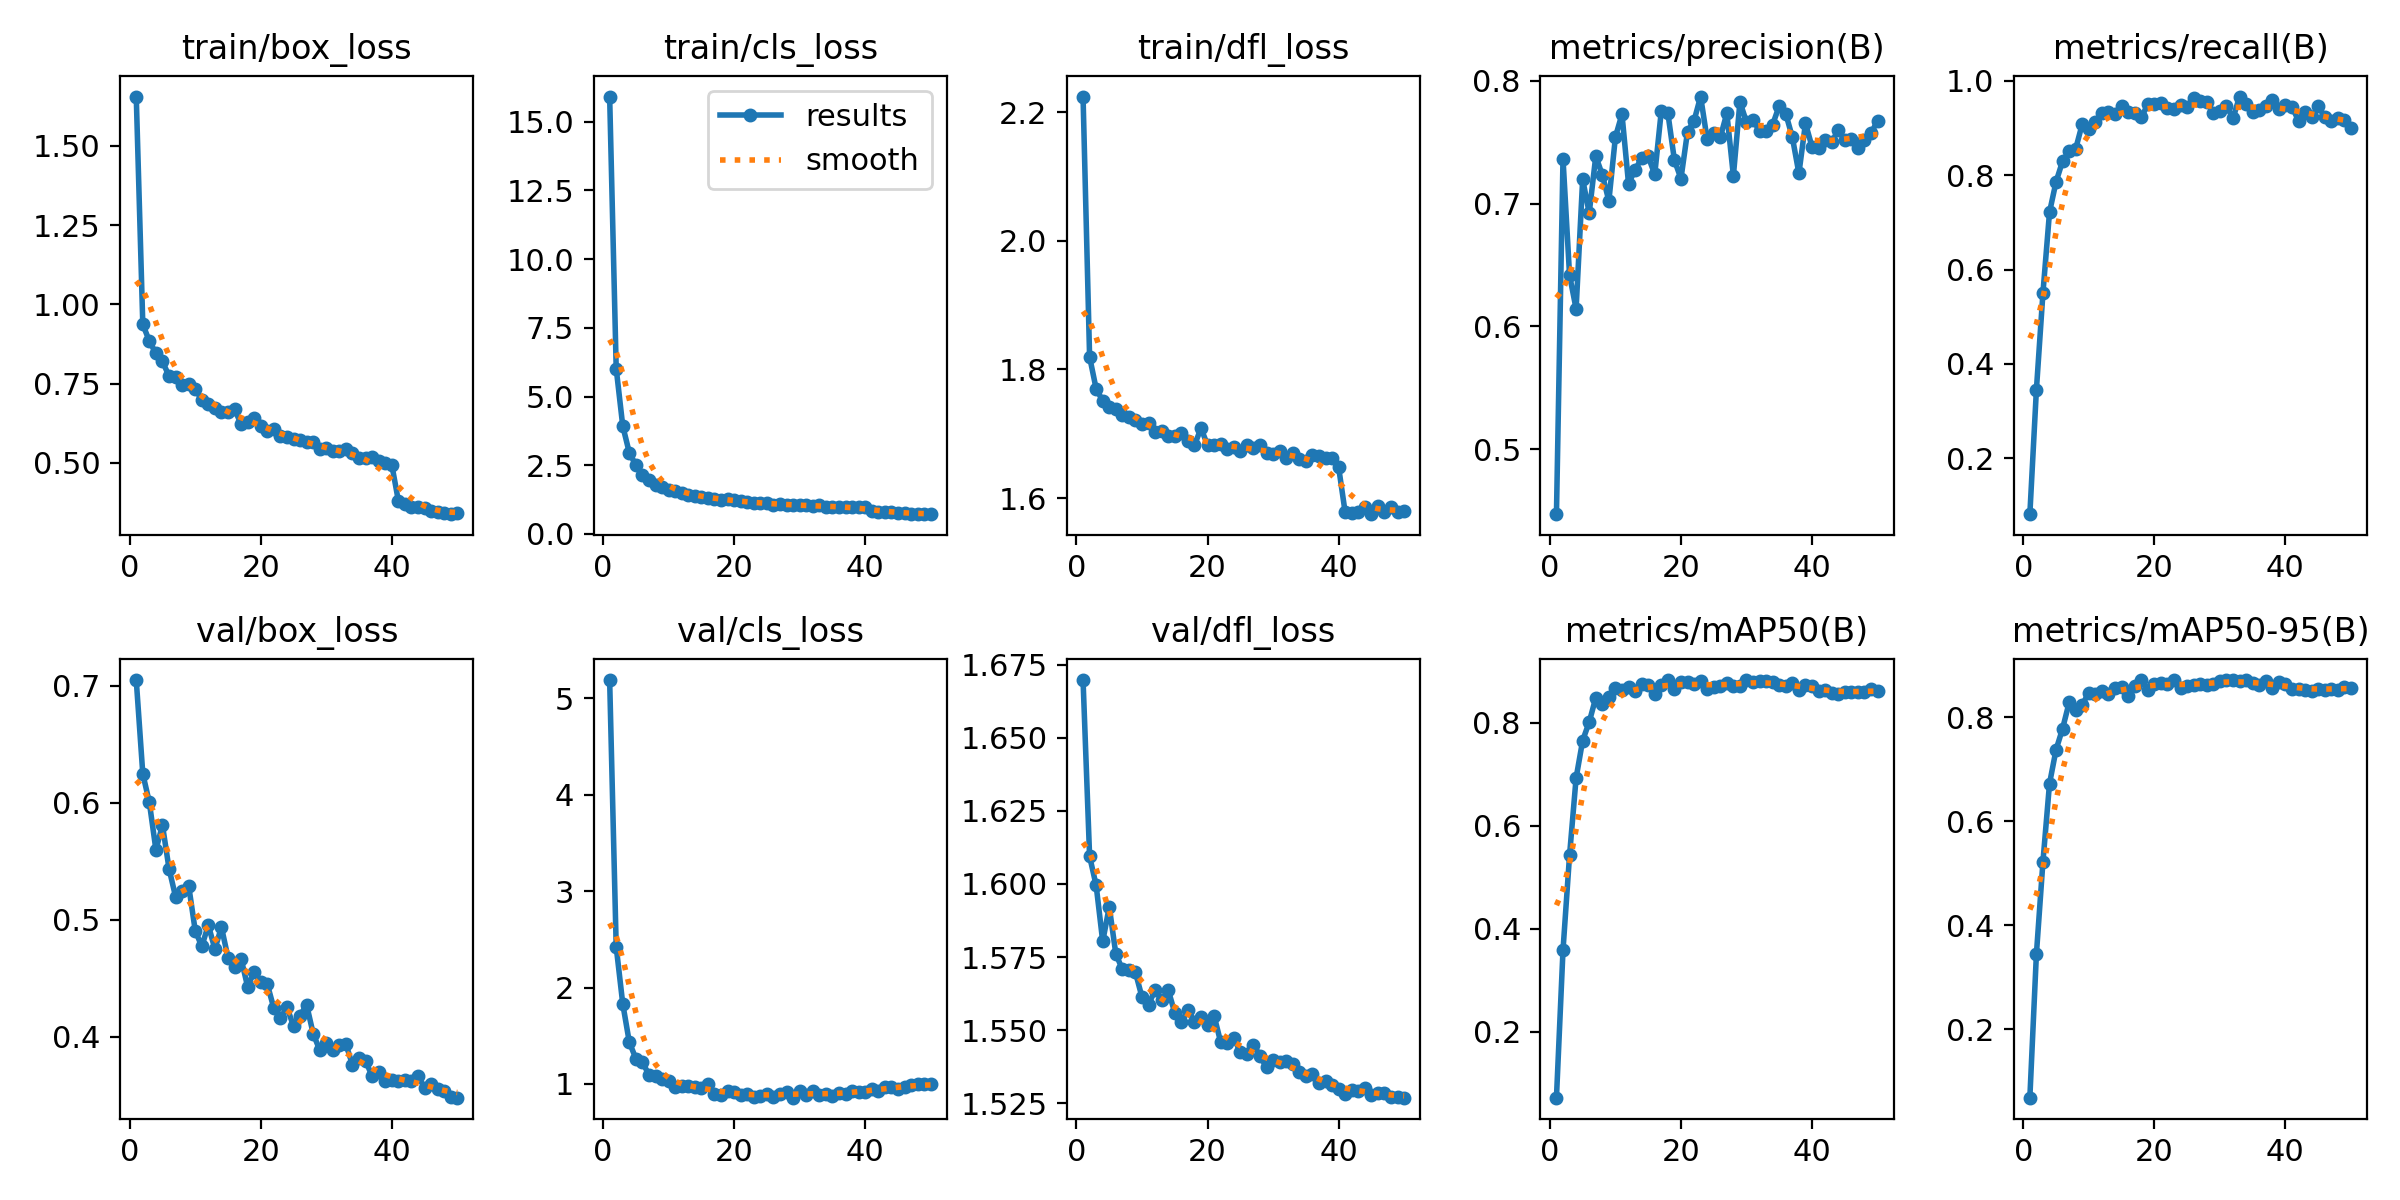 train/box_loss
1.50
1.25
1.00
0.75
0.50
0 20 40
train/cls_loss
results
smooth
15.0
12.5
10.0
7.5
5.0
2.5
0.0
0 20 40
train/dfl_loss
2.2
2.0
1.8
1.6
0 20 40
metrics/precision(B)
0.8
0.7
0.6
0.5
0 20 40
metrics/recall(B)
1.0
0.8
0.6
0.4
0.2
0 20 40
val/box_loss
0.7
0.6
0.5
0.4
0 20 40
val/cls_loss
5
4
3
2
1
0 20 40
val/dfl_loss
1.675
1.650
1.625
1.600
1.575
1.550
1.525
0 20 40
metrics/mAP50(B)
0.8
0.6
0.4
0.2
0 20 40
metrics/mAP50-95(B)
0.8
0.6
0.4
0.2
0 20 40